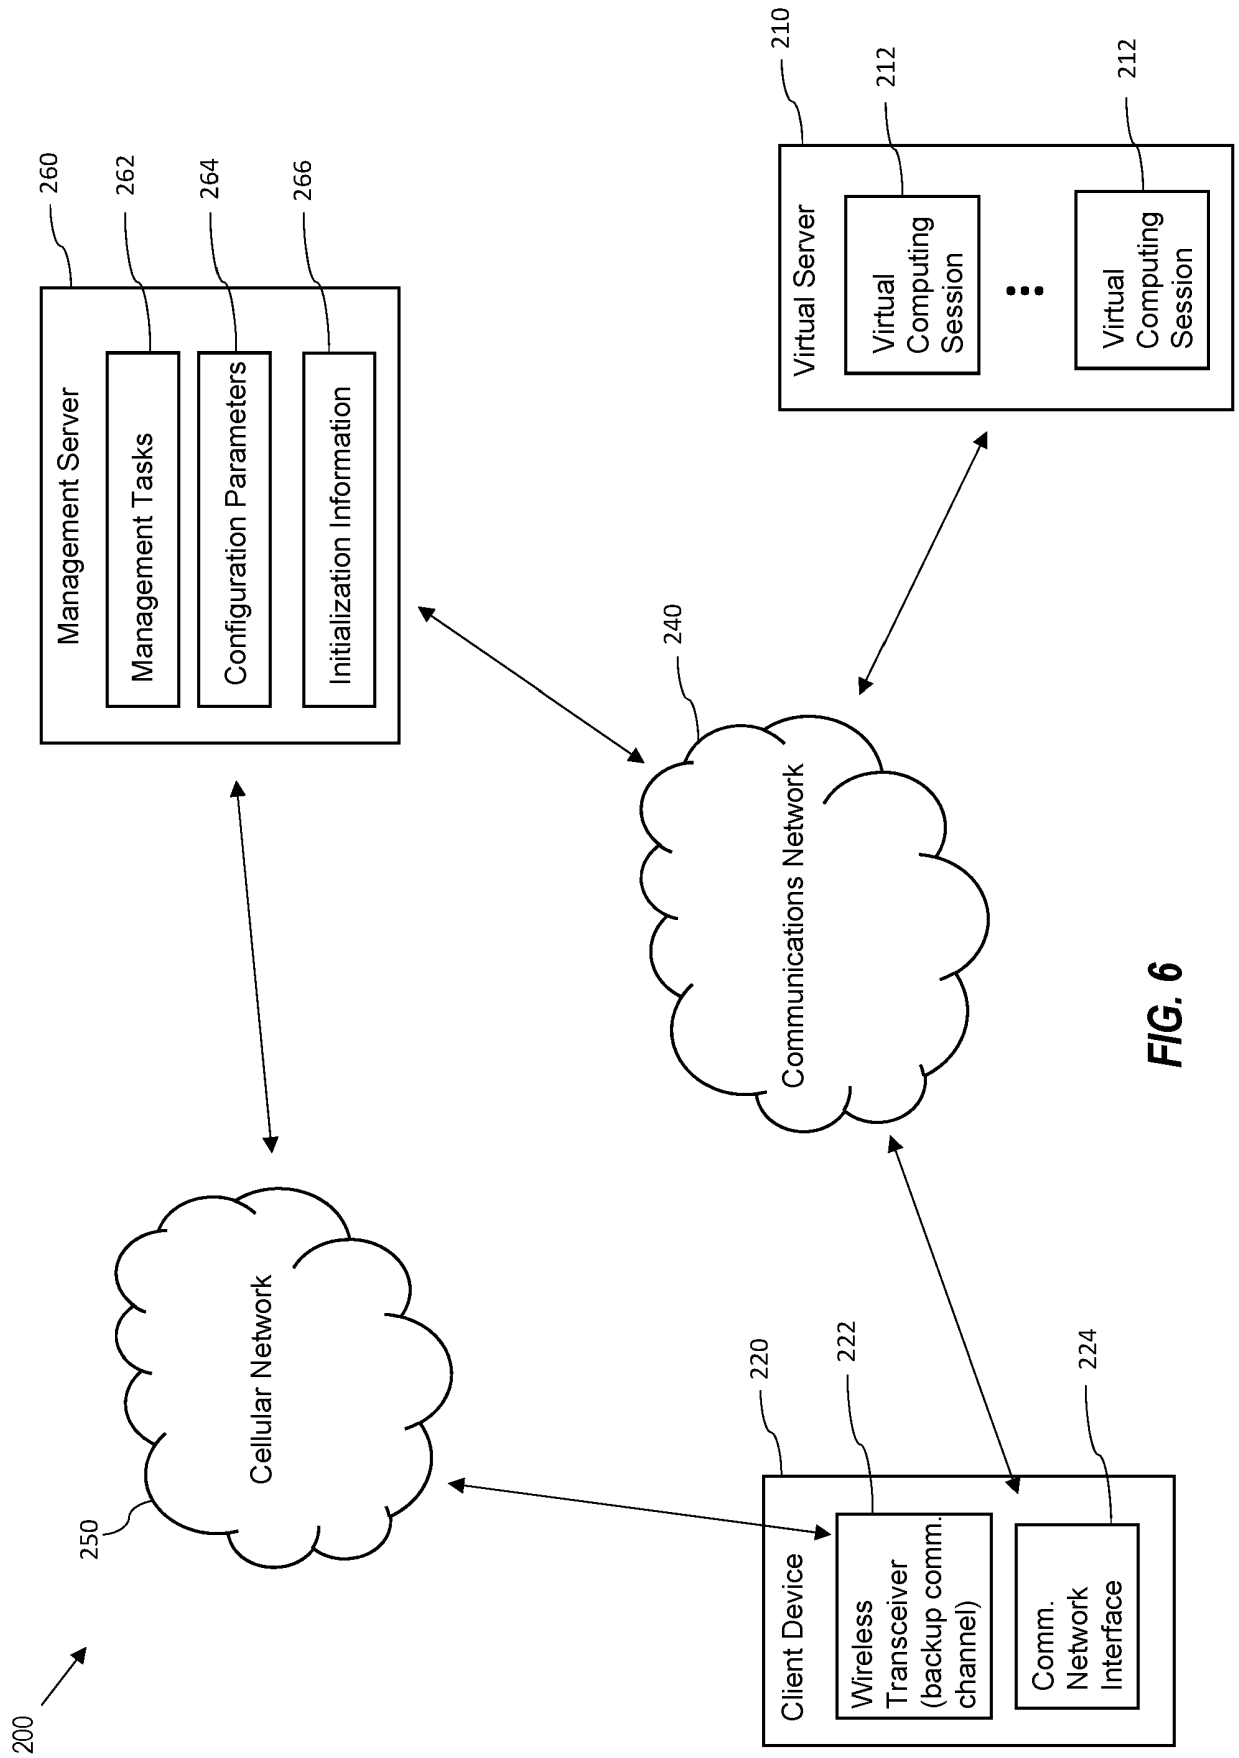 200
250
Cellular Network
260
262
264
266
Management Server
Management Tasks
Configuration Parameters
Initialization Information
240
Communications Network
220
222
224
Client Device
Wireless
Transceiver
(backup comm.
channel)
Comm.
Network
Interface
210
212
212
Virtual Server
Virtual
Computing
Session
Virtual
Computing
Session
FIG. 6